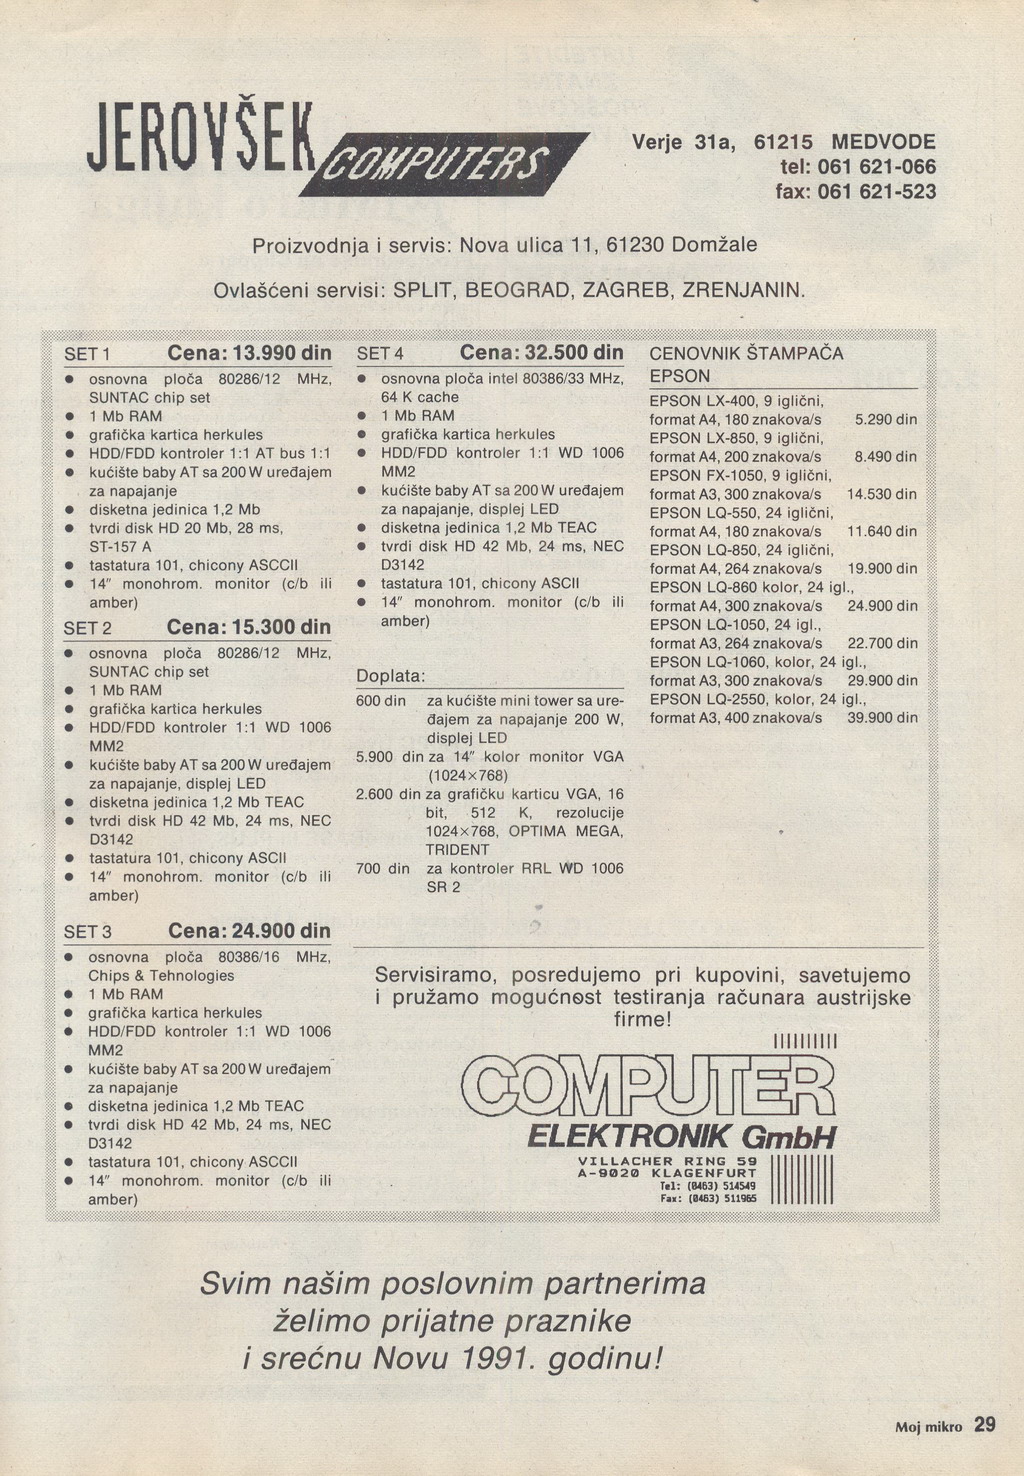 JEROVŠEK
COMPUTERS
Verje 31a, 61215 MEDVODE
tel: 061 621-066
fax: 061 621-523
Proizvodnja i servis: Nova ulica 11, 61230 Domžale
Ovlašćeni servisi: SPLIT, BEOGRAD, ZAGREB, ZRENJANIN.
SET 1 Cena: 13.990 din
● osnovna ploča 80286/12 MHz,
SUNTAC chip set
● 1 Mb RAM
● grafička kartica herkules
● HDD/FDD kontroler 1:1 AT bus 1:1
● kućište baby AT sa 200 W uređajem
za napajanje
● disketna jedinica 1,2 Mb
● tvrdi disk HD 20 Mb, 28 ms,
ST-157 A
● tastatura 101, chicony ASCCII
● 14" monohrom. monitor (c/b ili
amber)
SET 2 Cena: 15.300 din
● osnovna ploča 80286/12 MHz,
SUNTAC chip set
● 1 Mb RAM
● grafička kartica herkules
● HDD/FDD kontroler 1:1 WD 1006
MM2
● kućište baby AT sa 200 W uređajem
za napajanje, displej LED
● disketna jedinica 1,2 Mb TEAC
● tvrdi disk HD 42 Mb, 24 ms, NEC
D3142
● tastatura 101, chicony ASCII
● 14" monohrom. monitor (c/b ili
amber)
SET 3 Cena: 24.900 din
● osnovna ploča 80386/16 MHz,
Chips & Tehnologies
● 1 Mb RAM
● grafička kartica herkules
● HDD/FDD kontroler 1:1 WD 1006
MM2
● kućište baby AT sa 200 W uređajem
za napajanje
● disketna jedinica 1,2 Mb TEAC
● tvrdi disk HD 42 Mb, 24 ms, NEC
D3142
● tastatura 101, chicony ASCCII
● 14" monohrom. monitor (c/b ili
amber)
SET 4 Cena: 32.500 din
● osnovna ploča intel 80386/33 MHz,
64 K cache
● 1 Mb RAM
● grafička kartica herkules
● HDD/FDD kontroler 1:1 WD 1006
MM2
● kućište baby AT sa 200 W uređajem
za napajanje, displej LED
● disketna jedinica 1,2 Mb TEAC
● tvrdi disk HD 42 Mb, 24 ms, NEC
D3142
● tastatura 101, chicony ASCII
● 14" monohrom. monitor (c/b ili
amber)
Doplata:
600 din za kućište mini tower sa ure-
đajem za napajanje 200 W,
displej LED
5.900 din za 14" kolor monitor VGA
(1024×768)
2.600 din za grafičku karticu VGA, 16
bit, 512 K, rezolucije
1024×768, OPTIMA MEGA,
TRIDENT
700 din za kontroler RRL WD 1006
SR 2
CENOVNIK ŠTAMPAČA
EPSON
EPSON LX-400, 9 iglični,
format A4, 180 znakova/s 5.290 din
EPSON LX-850, 9 iglični,
format A4, 200 znakova/s 8.490 din
EPSON FX-1050, 9 iglični,
format A3, 300 znakova/s 14.530 din
EPSON LQ-550, 24 iglični,
format A4, 180 znakova/s 11.640 din
EPSON LQ-850, 24 iglični,
format A4, 264 znakova/s 19.900 din
EPSON LQ-860 kolor, 24 igl.,
format A4, 300 znakova/s 24.900 din
EPSON LQ-1050, 24 igl.,
format A3, 264 znakova/s 22.700 din
EPSON LQ-1060, kolor, 24 igl.,
format A3, 300 znakova/s 29.900 din
EPSON LQ-2550, kolor, 24 igl.,
format A3, 400 znakova/s 39.900 din
Servisiramo, posredujemo pri kupovini, savetujemo
i pružamo mogućnost testiranja računara austrijske
firme!
COMPUTER
ELEKTRONIK GmbH
VILLACHER RING 59
A-9020 KLAGENFURT
Tel: (0463) 514549
Fax: (0463) 511965
Svim našim poslovnim partnerima
želimo prijatne praznike
i srećnu Novu 1991. godinu!
Moj mikro 29